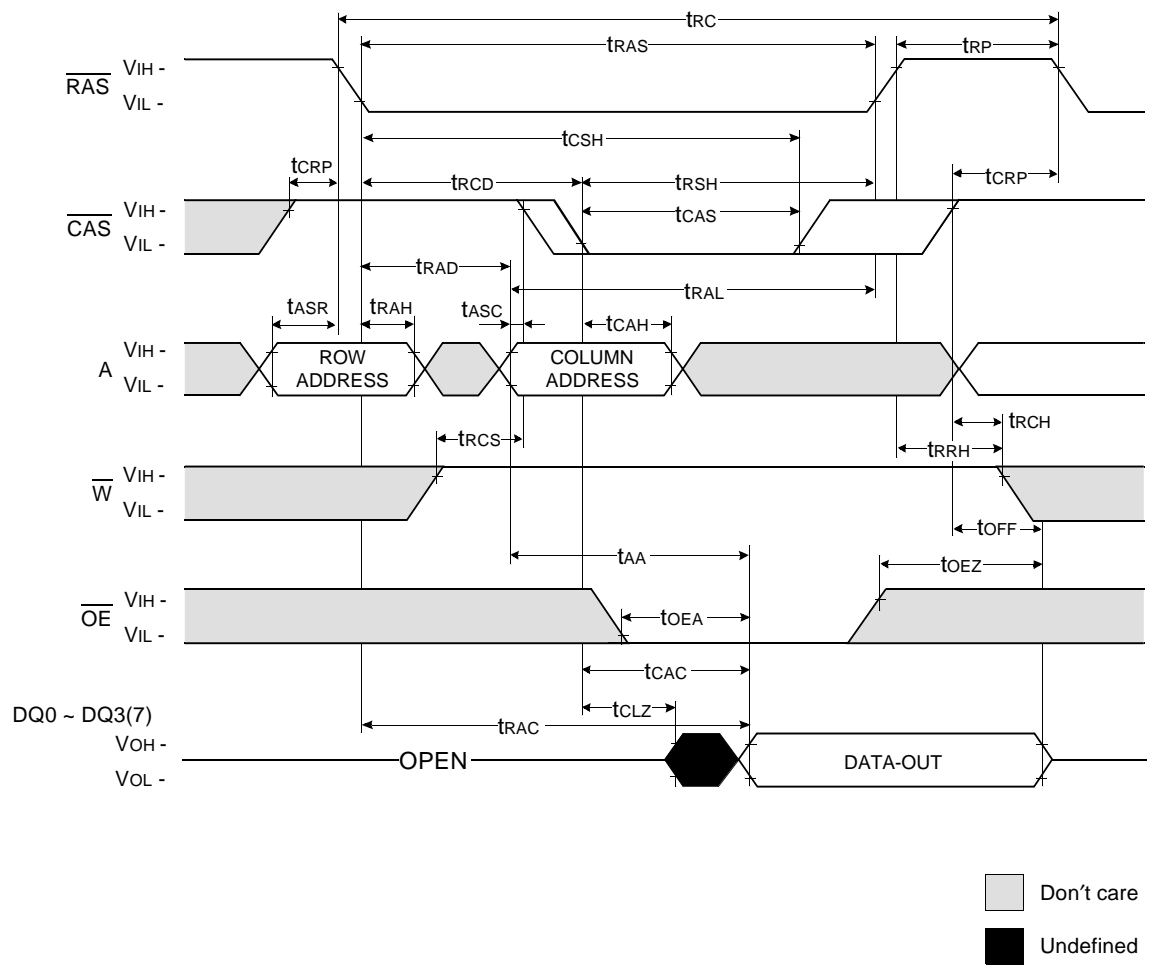 tRC
tRAS
tRP
RAS
VIH -
VIL -
tCSH
tCRP
tRCD
tRSH
tCRP
CAS
VIH -
VIL -
tCAS
tRAD
tRAL
tASR
tRAH
tASC
tCAH
A
VIH -
VIL -
ROW
ADDRESS
COLUMN
ADDRESS
tRCS
tRCH
tRRH
W
VIH -
VIL -
tOFF
tAA
tOEZ
OE
VIH -
VIL -
tOEA
tCAC
tCLZ
tRAC
DQ0 ~ DQ3(7)
VOH -
VOL -
OPEN
DATA-OUT
Don′t care
Undefined